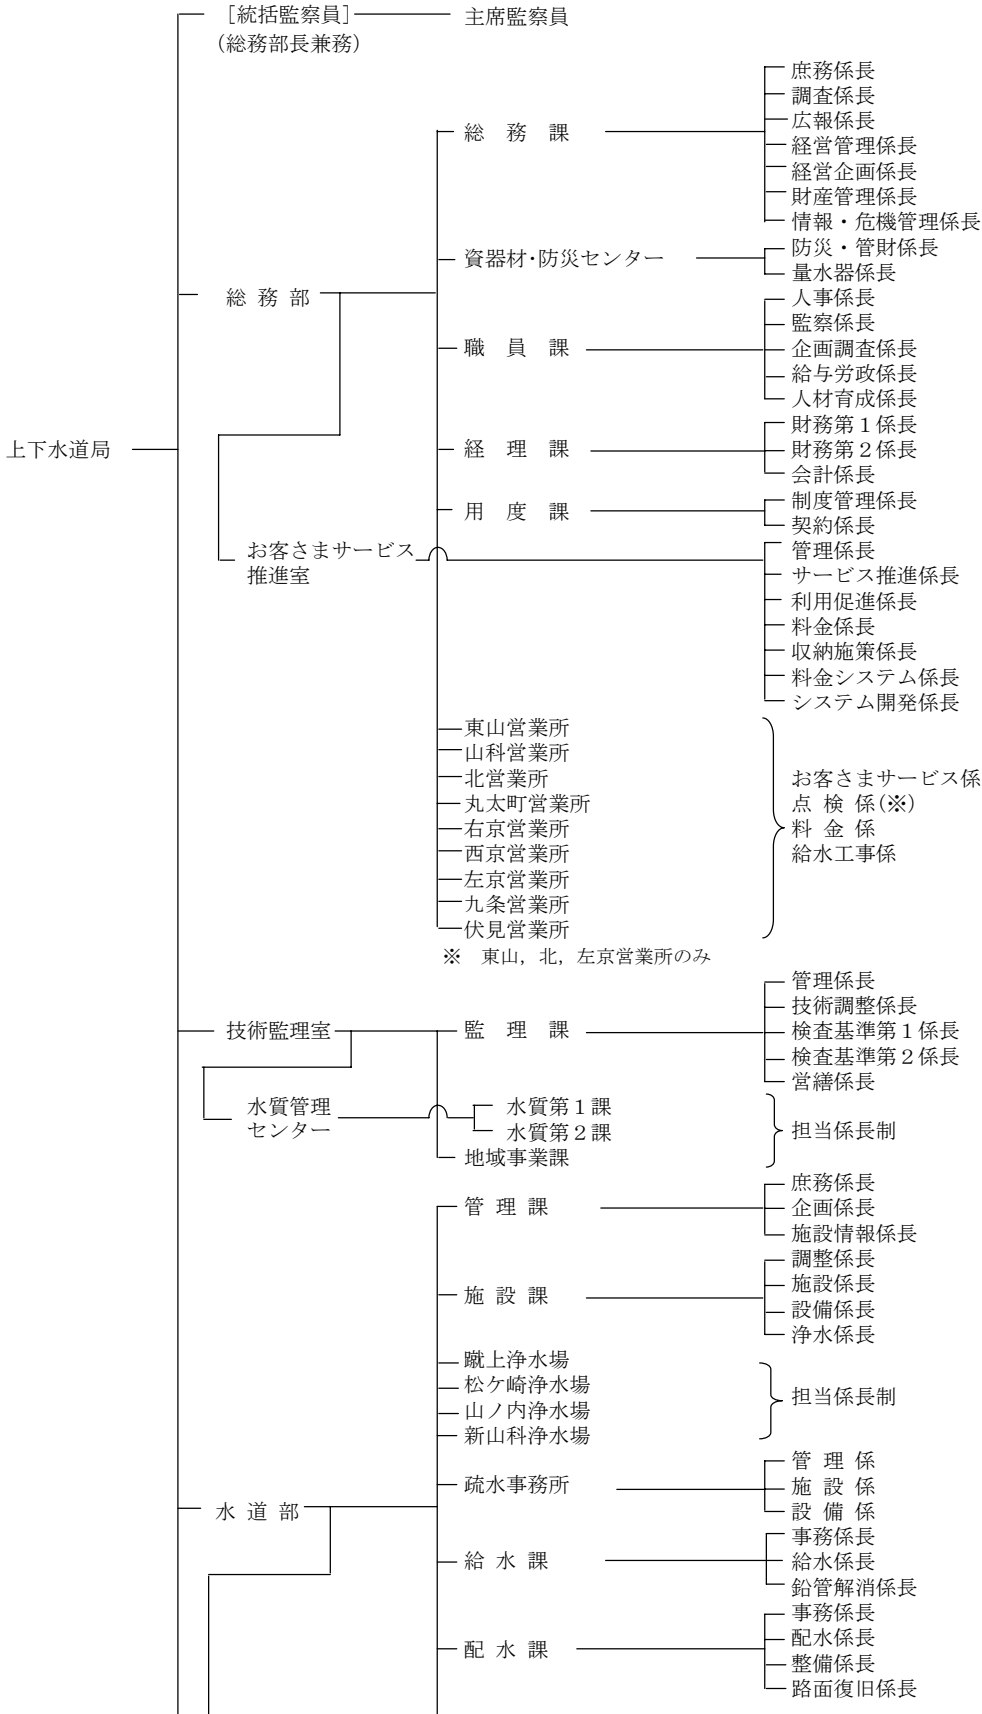 ［統括監察員］ 主席監察員
(総務部長兼務)
庶務係長
調査係長
広報係長
総　務　課
経営管理係長
経営企画係長
財産管理係長
情報・危機管理係長
防災・管財係長
資器材・防災センター
量水器係長
総 務 部
人事係長
監察係長
職　員　課
企画調査係長
給与労政係長
人材育成係長
財務第１係長
上下水道局
経　理　課
財務第２係長
会計係長
制度管理係長
用　度　課
契約係長
お客さまサービス
推進室
管理係長
サービス推進係長
利用促進係長
料金係長
収納施策係長
料金システム係長
システム開発係長
東山営業所
山科営業所
北営業所
丸太町営業所
右京営業所
西京営業所
左京営業所
九条営業所
伏見営業所
お客さまサービス係
点 検 係(※)
料 金 係
給水工事係
※　東山，北，左京営業所のみ
管理係長
技術調整係長
技術監理室
監　理　課
検査基準第１係長
検査基準第２係長
営繕係長
水質管理
センター
水質第１課
水質第２課
地域事業課
担当係長制
庶務係長
管 理 課
企画係長
施設情報係長
調整係長
施 設 課
施設係長
設備係長
浄水係長
蹴上浄水場
松ケ崎浄水場
山ノ内浄水場
新山科浄水場
担当係長制
管 理 係
疏水事務所
施 設 係
設 備 係
水 道 部
事務係長
給 水 課
給水係長
鉛管解消係長
事務係長
配水係長
配 水 課
整備係長
路面復旧係長